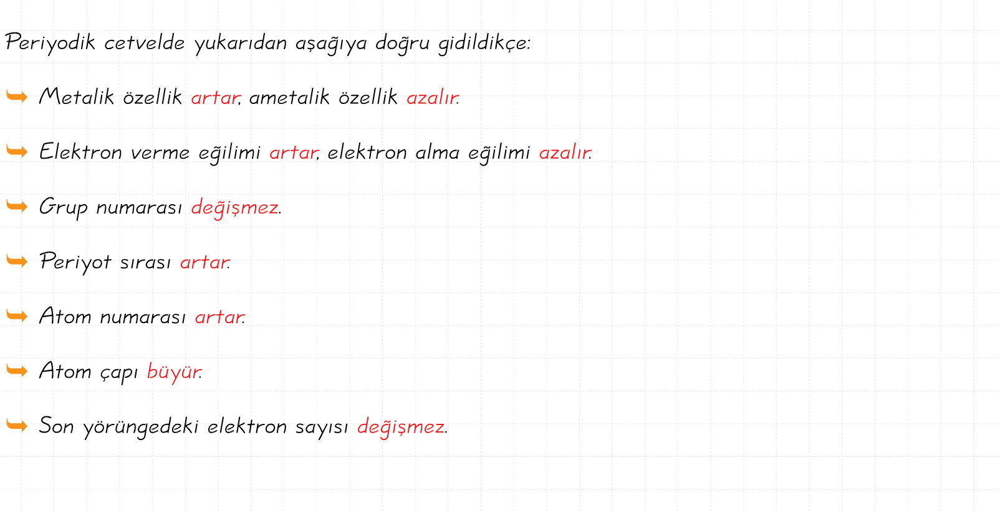 Periyodik cetvelde yukarıdan aşağıya doğru gidildikçe:
Metalik özellik artar, ametalik özellik azalır.
Elektron verme eğilimi artar, elektron alma eğilimi azalır.
Grup numarası değişmez.
Periyot sırası artar.
Atom numarası artar.
Atom çapı büyür.
Son yörüngedeki elektron sayısı değişmez.